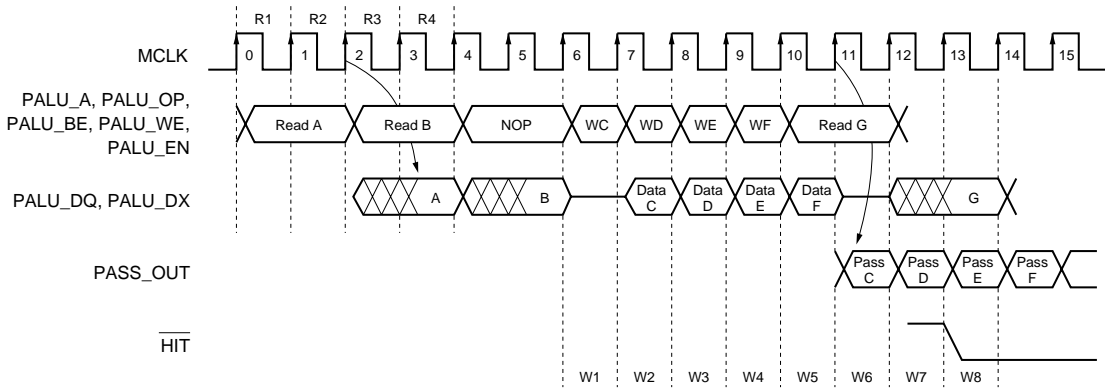 R1 R2 R3 R4
MCLK 0 1 2 3 4 5 6 7 8 9 10 11 12 13 14 15
PALU_A, PALU_OP,
PALU_BE, PALU_WE,
PALU_EN
Read A Read B NOP WC WD WE WF Read G
PALU_DQ, PALU_DX A B Data C Data D Data E Data F G
PASS_OUT Pass C Pass D Pass E Pass F
HIT
W1 W2 W3 W4 W5 W6 W7 W8